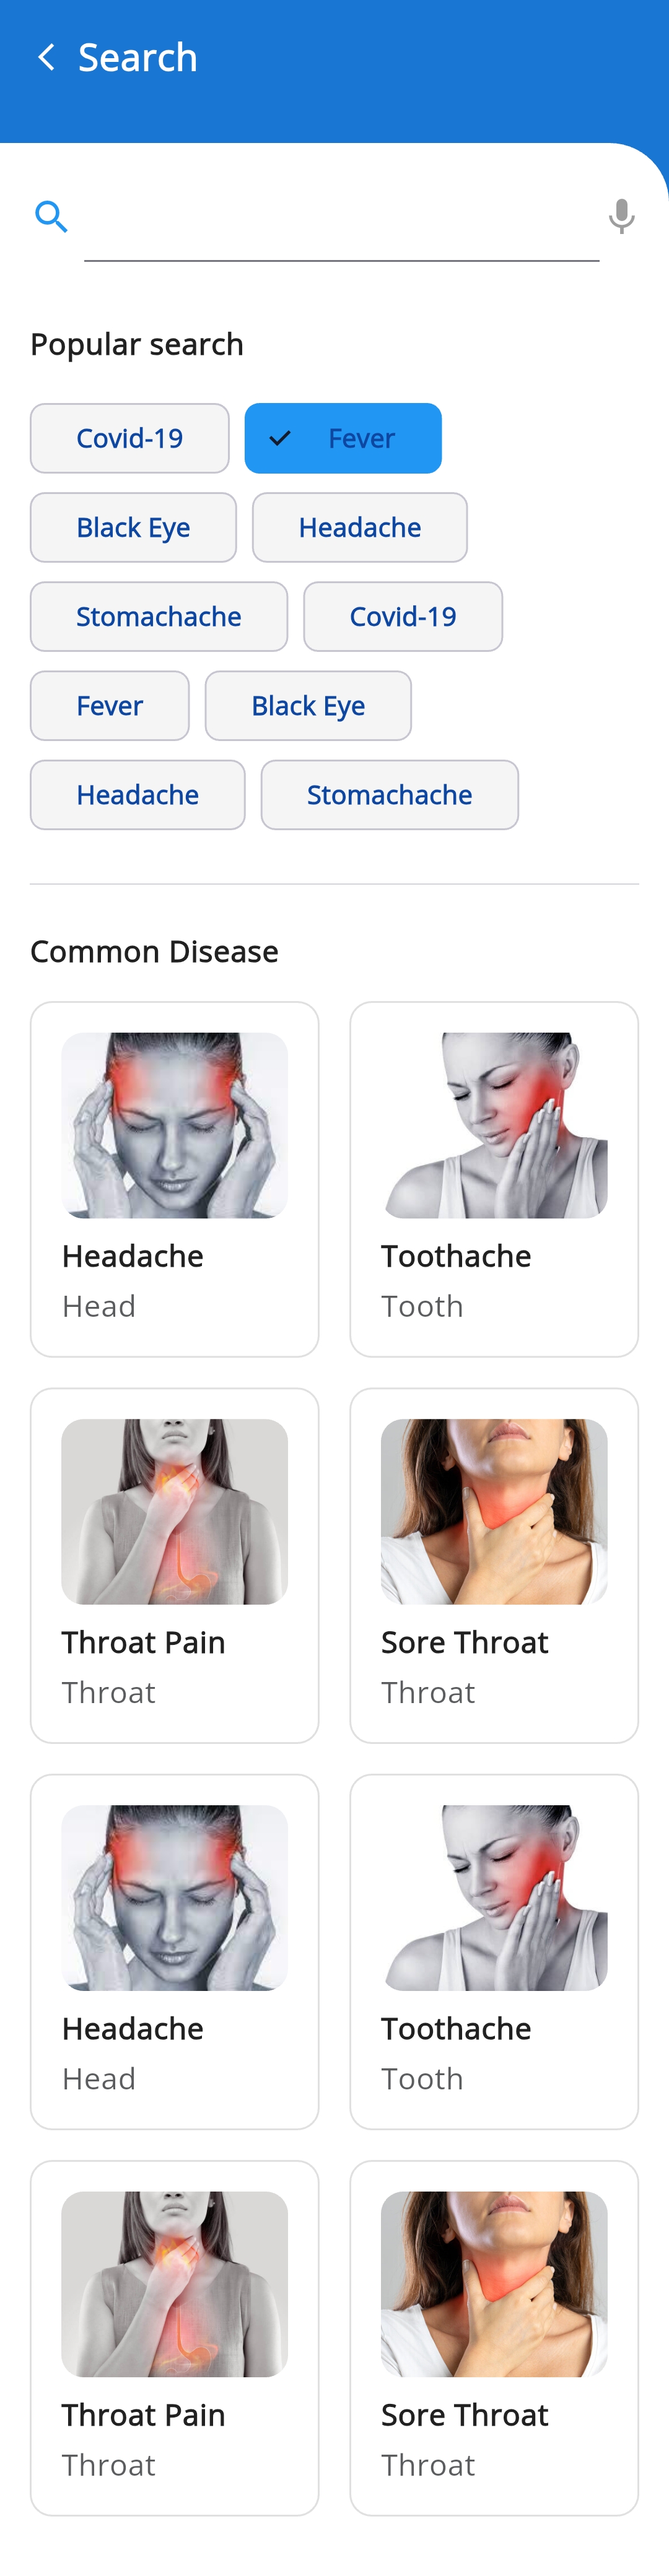 Search
Popular search
Covid-19 Fever
Black Eye Headache
Stomachache Covid-19
Fever Black Eye
Headache Stomachache
Common Disease
Headache Toothache
Head Tooth
Throat Pain Sore Throat
Throat Throat
Headache Toothache
Head Tooth
Throat Pain Sore Throat
Throat Throat